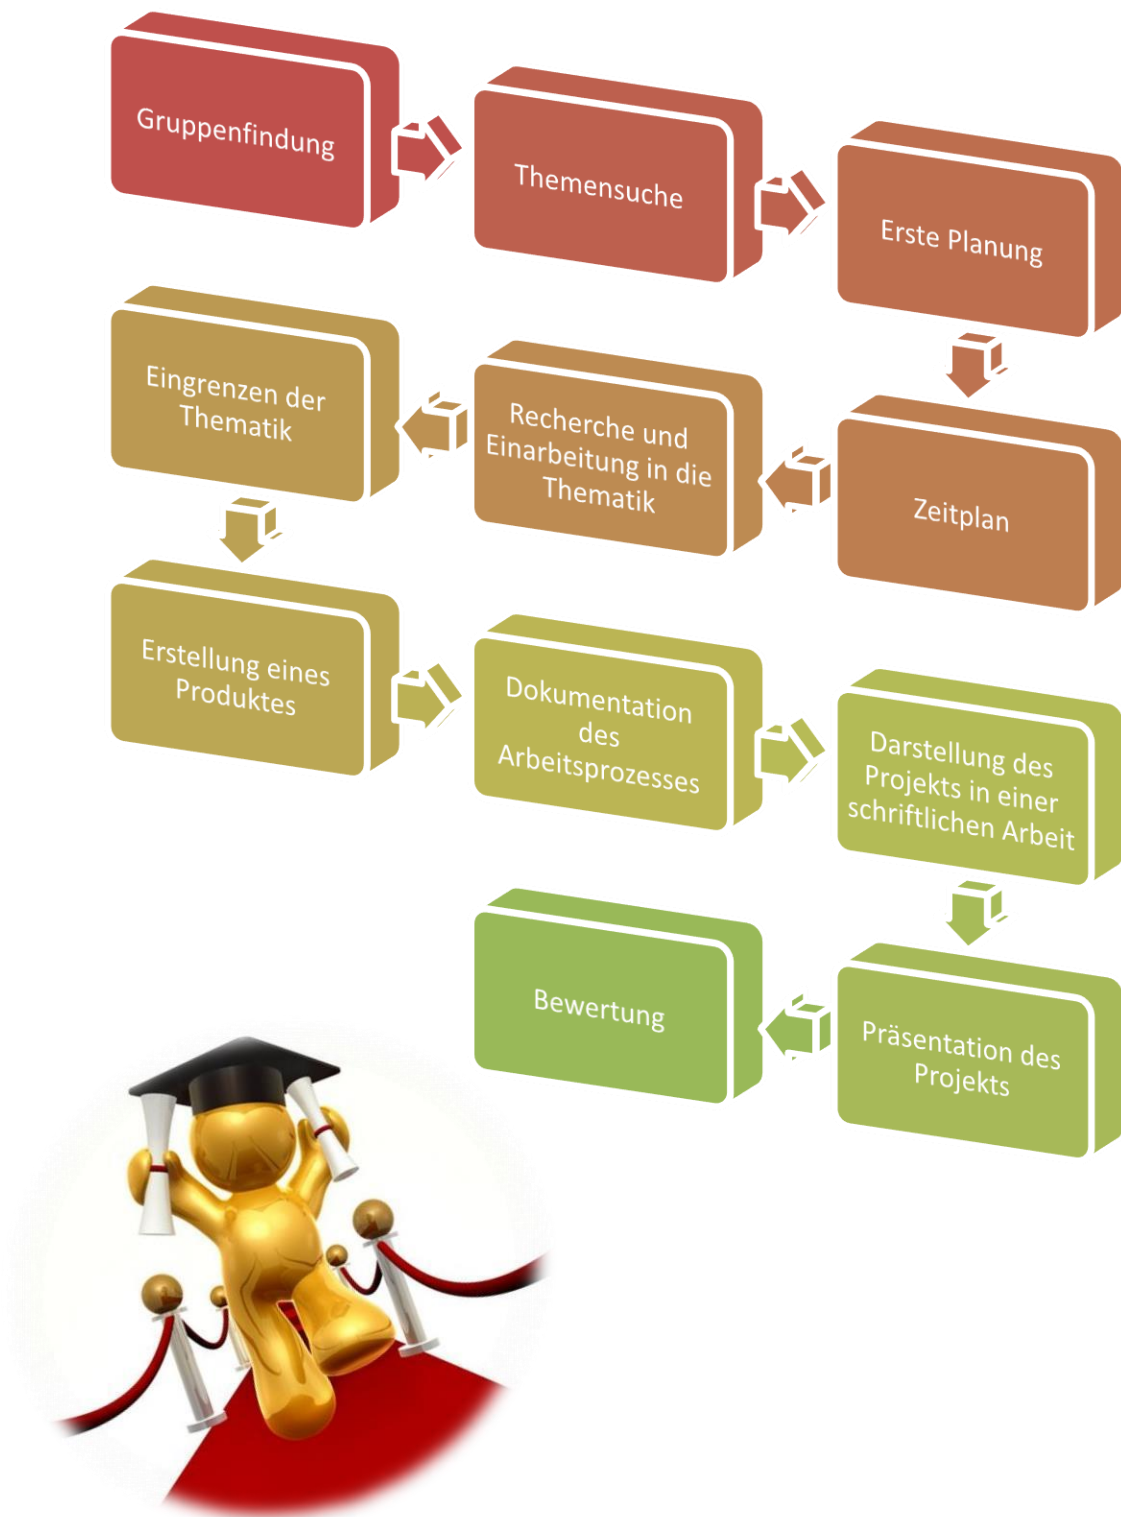 Gruppenfindung
Themensuche
Erste Planung
Zeitplan
Recherche und
Einarbeitung in die
Thematik
Eingrenzen der
Thematik
Erstellung eines
Produktes
Dokumentation
des
Arbeitsprozesses
Darstellung des
Projekts in einer
schriftlichen Arbeit
Präsentation des
Projekts
Bewertung